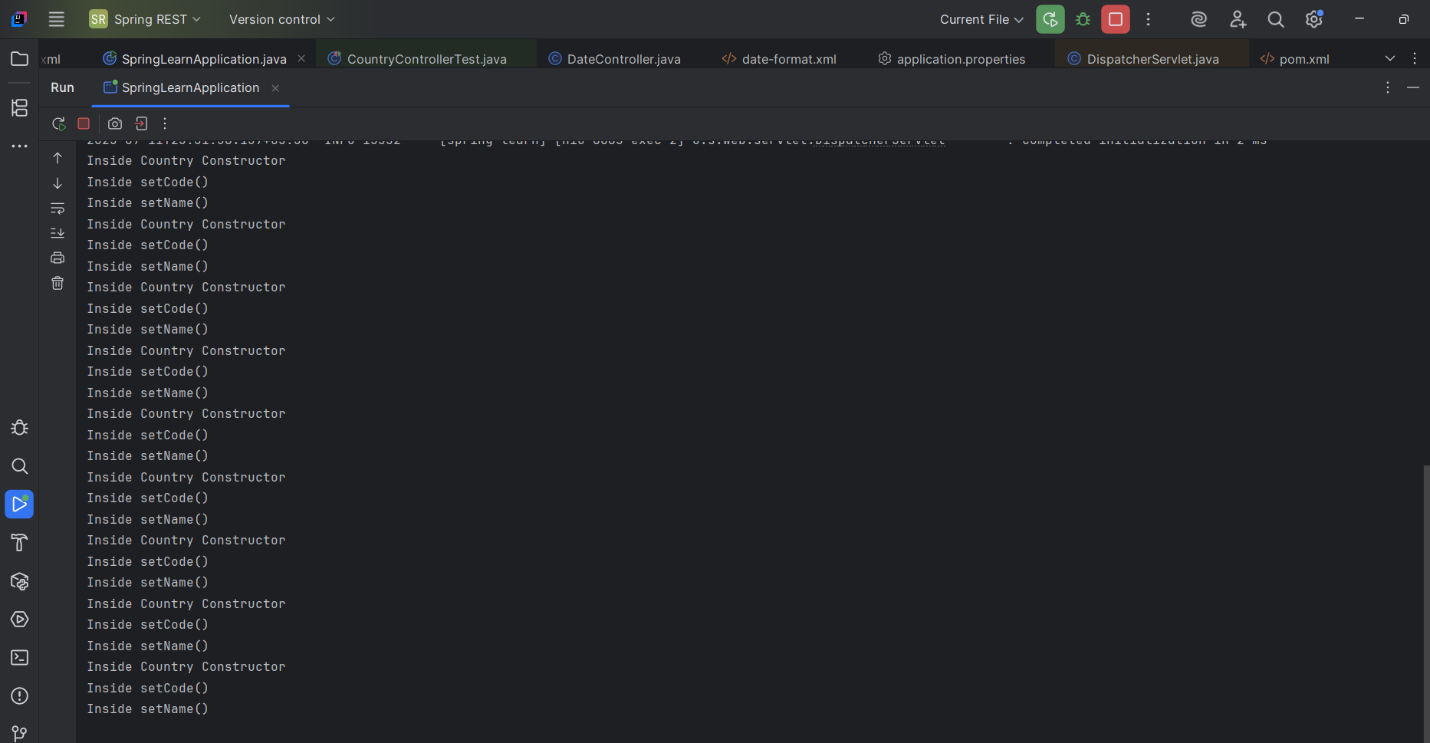 SR Spring REST Version control Current File
xml SpringLearnApplication.java CountryControllerTest.java DateController.java date-format.xml application.properties DispatcherServlet.java pom.xml
Run SpringLearnApplication
Inside Country Constructor
Inside setCode()
Inside setName()
Inside Country Constructor
Inside setCode()
Inside setName()
Inside Country Constructor
Inside setCode()
Inside setName()
Inside Country Constructor
Inside setCode()
Inside setName()
Inside Country Constructor
Inside setCode()
Inside setName()
Inside Country Constructor
Inside setCode()
Inside setName()
Inside Country Constructor
Inside setCode()
Inside setName()
Inside Country Constructor
Inside setCode()
Inside setName()
Inside Country Constructor
Inside setCode()
Inside setName()